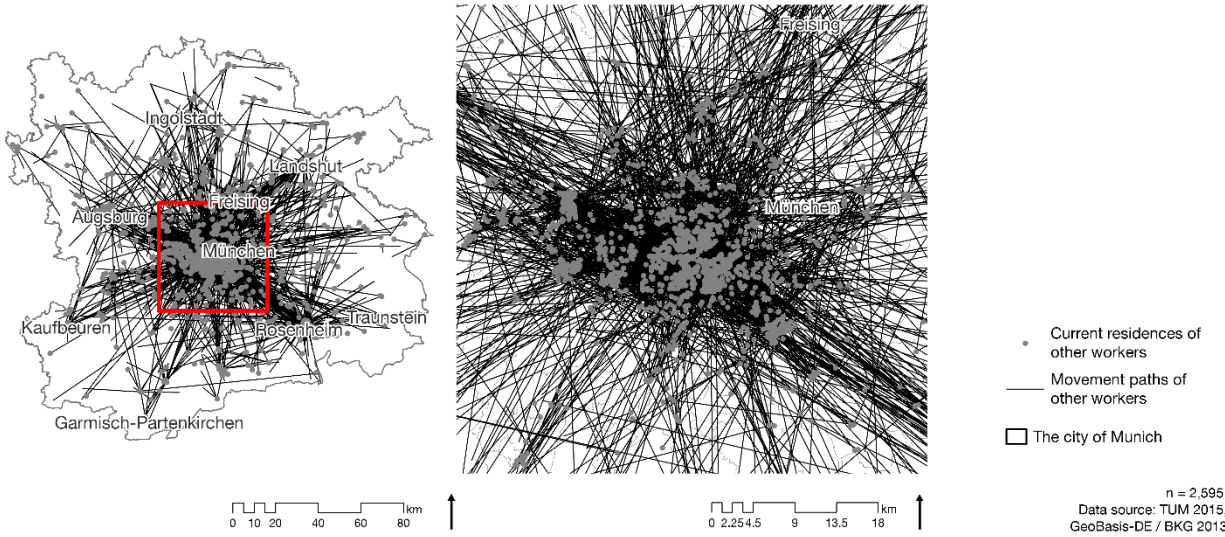 Ingolstadt
Landshut
Freising
Augsburg
München
Kaufbeuren
Rosenheim
Traunstein
Garmisch-Partenkirchen
km
0 10 20 40 60 80
Freising
München
km
0 2.25 4.5 9 13.5 18
Current residences of
other workers
Movement paths of
other workers
The city of Munich
n = 2,595
Data source: TUM 2015,
GeoBasis-DE / BKG 2013